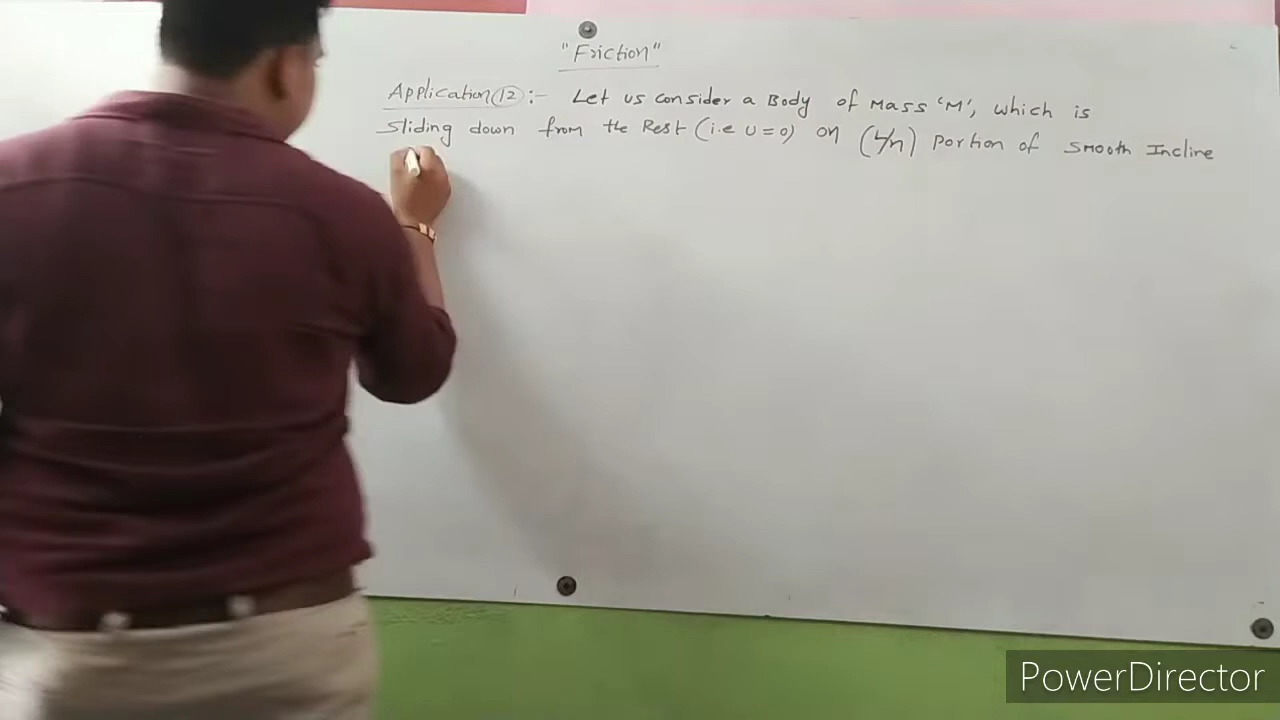 "Friction"
Application 12 :- Let us consider a Body of Mass 'M', which is
sliding down from the Rest (i.e U=0) on (L/n) portion of smooth Incline
PowerDirector